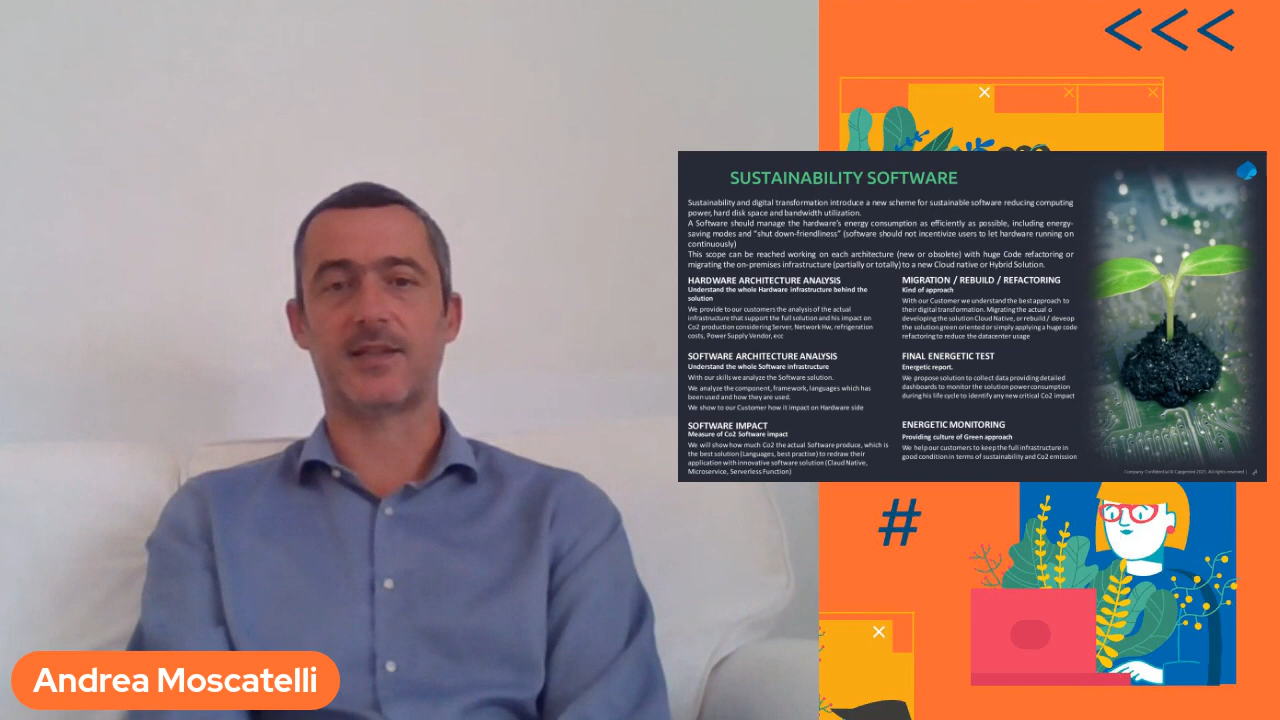 <<<
SUSTAINABILITY SOFTWARE
Sustainability and digital transformation introduce a new scheme for sustainable software reducing computing
power, hard disk space and bandwidth utilization.
A Software should manage the hardware's energy consumption as efficiently as possible, including energy-
saving modes and "shut down-friendliness" (software should not incentivize users to let hardware running on
continuously)
This scope can be reached working on each architecture (new or obsolete) with huge Code refactoring or
migrating the on-premises infrastructure (partially or totally) to a new Cloud native or Hybrid Solution.
HARDWARE ARCHITECTURE ANALYSIS
Understand the whole Hardware infrastructure behind the
solution
We provide to our customers the analysis of the actual
infrastructure that support the full solution and his impact on
Co2 production considering Server, Network Hw, refrigeration
costs, Power Supply Vendor, ecc
SOFTWARE ARCHITECTURE ANALYSIS
Understand the whole Software infrastructure
With our skills we analyze the Software solution.
We analyze the component, framework, languages which has
been used and how they are used.
We show to our Customer how it impact on Hardware side
SOFTWARE IMPACT
Measure of Co2 Software impact
We will show how much Co2 the actual Software produce, which is
the best solution (Languages, best practise) to redraw their
application with innovative software solution (Claud Native,
Microservice, Serverless Function)
MIGRATION / REBUILD / REFACTORING
Kind of approach
With our Customer we understand the best approach to
their digital transformation. Migrating the actual o
developing the solution Cloud Native, or rebuild / deveop
the solution green oriented or simply applying a huge code
refactoring to reduce the datacenter usage
FINAL ENERGETIC TEST
Energetic report.
We propose solution to collect data providing detailed
dashboards to monitor the solution power consumption
during his life cycle to identify any new critical Co2 impact
ENERGETIC MONITORING
Providing culture of Green approach
We help our customers to keep the full infrastructure in
good condition in terms of sustainability and Co2 emission
Company Confidential © Capgemini 2021. All rights reserved |
#
Andrea Moscatelli